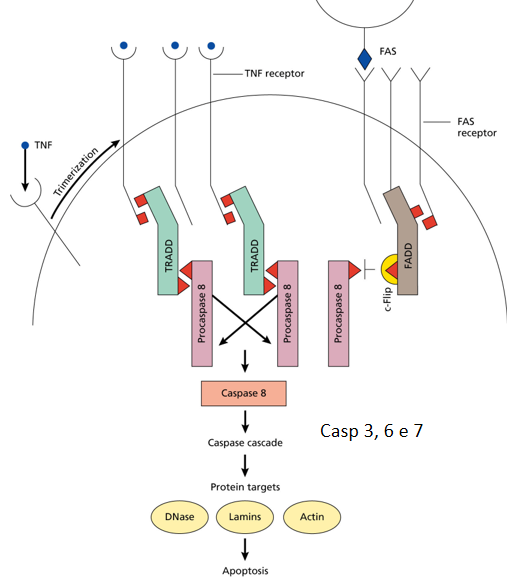 FAS
TNF receptor
FAS
receptor
TNF
Trimerization
TRADD
TRADD
FADD
Procaspase 8
Procaspase 8
Procaspase 8
c-Flip
Caspase 8
Caspase cascade
Casp 3, 6 e 7
Protein targets
DNase
Lamins
Actin
Apoptosis